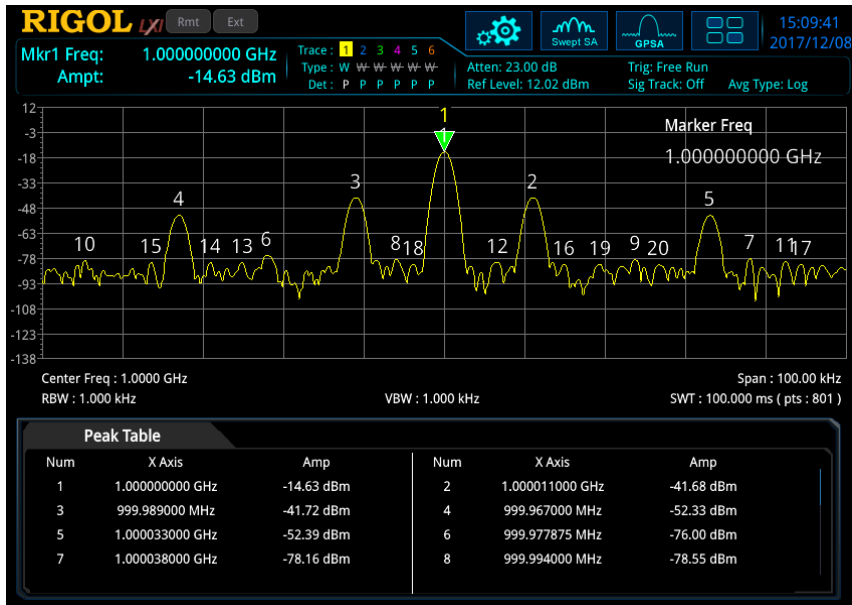 RIGOL LXI Rmt Ext
Swept SA
GPSA
15:09:41
2017/12/08
Mkr1 Freq: 1.000000000 GHz
Ampt: -14.63 dBm
Trace : 1 2 3 4 5 6
Type : W W W W W W
Det : P P P P P P
Atten: 23.00 dB
Ref Level: 12.02 dBm
Trig: Free Run
Sig Track: Off Avg Type: Log
12
-3
-18
-33
-48
-63
-78
-93
-108
-123
-138
Marker Freq
1.000000000 GHz
1
1
3
2
4
5
10
15
14
13
6
8
18
12
16
19
9
20
7
11
17
Center Freq : 1.0000 GHz
Span : 100.00 kHz
RBW : 1.000 kHz
VBW : 1.000 kHz
SWT : 100.000 ms ( pts : 801 )
Peak Table
Num X Axis Amp Num X Axis Amp
1 1.000000000 GHz -14.63 dBm 2 1.000011000 GHz -41.68 dBm
3 999.989000 MHz -41.72 dBm 4 999.967000 MHz -52.33 dBm
5 1.000033000 GHz -52.39 dBm 6 999.977875 MHz -76.00 dBm
7 1.000038000 GHz -78.16 dBm 8 999.994000 MHz -78.55 dBm